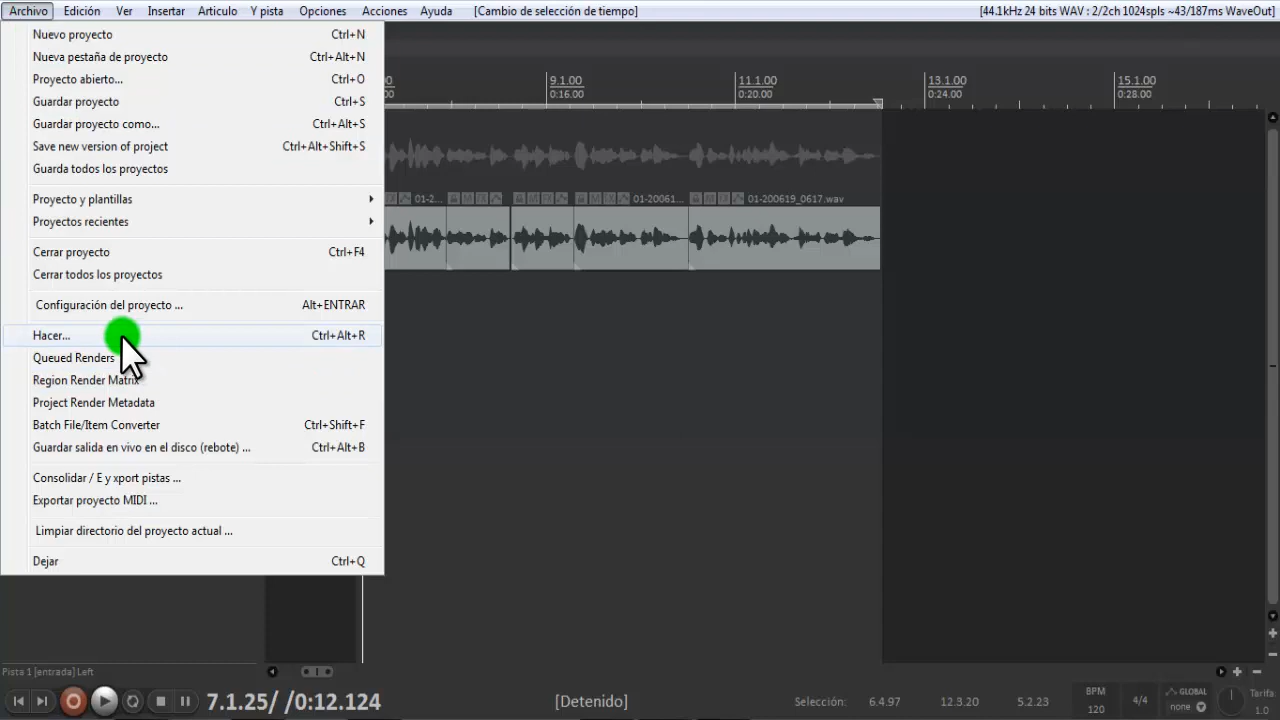 Archivo Edición Ver Insertar Articulo Y pista Opciones Acciones Ayuda [Cambio de selección de tiempo] [44.1kHz 24 bits WAV : 2/2ch 1024spls ~43/187ms WaveOut]
Nuevo proyecto Ctrl+N
Nueva pestaña de proyecto Ctrl+Alt+N
Proyecto abierto... Ctrl+O
Guardar proyecto Ctrl+S
Guardar proyecto como... Ctrl+Alt+S
Save new version of project Ctrl+Alt+Shift+S
Guarda todos los proyectos
Proyecto y plantillas
Proyectos recientes
Cerrar proyecto Ctrl+F4
Cerrar todos los proyectos
Configuración del proyecto ... Alt+ENTRAR
Hacer... Ctrl+Alt+R
Queued Renders
Region Render Matrix
Project Render Metadata
Batch File/Item Converter Ctrl+Shift+F
Guardar salida en vivo en el disco (rebote) ... Ctrl+Alt+B
Consolidar / E y xport pistas ...
Exportar proyecto MIDI ...
Limpiar directorio del proyecto actual ...
Dejar Ctrl+Q
9.1.00 11.1.00 13.1.00 15.1.00
0:16.00 0:20.00 0:24.00 0:28.00
01-2... 01-20061... 01-200619_0617.wav
Pista 1 [entrada] Left
7.1.25/ /0:12.124 [Detenido] Selección: 6.4.97 12.3.20 5.2.23
BPM
120
4/4
GLOBAL
none
Tarifa
1.0